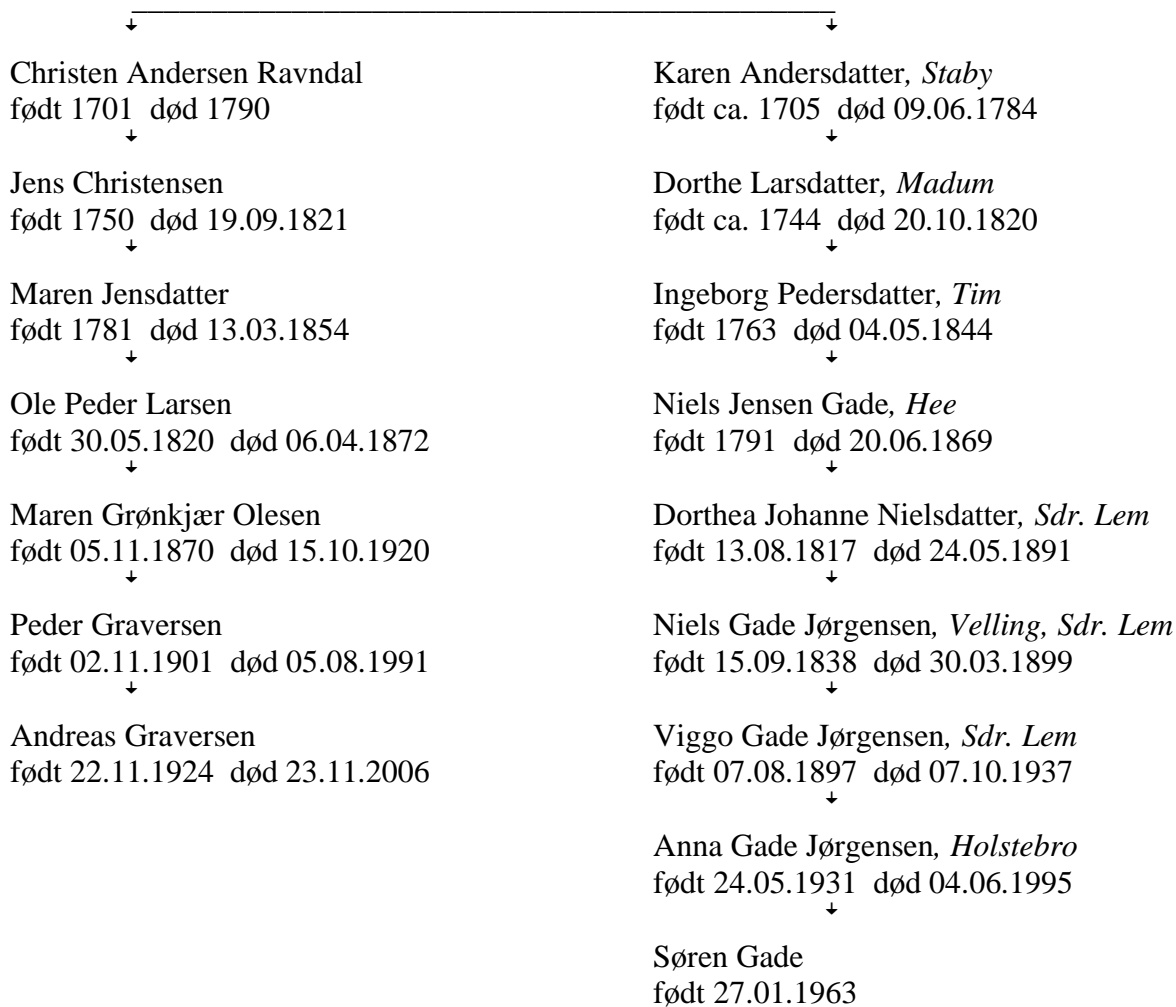 Christen Andersen Ravndal
født 1701 død 1790
Jens Christensen
født 1750 død 19.09.1821
Maren Jensdatter
født 1781 død 13.03.1854
Ole Peder Larsen
født 30.05.1820 død 06.04.1872
Maren Grønkjær Olesen
født 05.11.1870 død 15.10.1920
Peder Graversen
født 02.11.1901 død 05.08.1991
Andreas Graversen
født 22.11.1924 død 23.11.2006
Karen Andersdatter, Staby
født ca. 1705 død 09.06.1784
Dorthe Larsdatter, Madum
født ca. 1744 død 20.10.1820
Ingeborg Pedersdatter, Tim
født 1763 død 04.05.1844
Niels Jensen Gade, Hee
født 1791 død 20.06.1869
Dorthea Johanne Nielsdatter, Sdr. Lem
født 13.08.1817 død 24.05.1891
Niels Gade Jørgensen, Velling, Sdr. Lem
født 15.09.1838 død 30.03.1899
Viggo Gade Jørgensen, Sdr. Lem
født 07.08.1897 død 07.10.1937
Anna Gade Jørgensen, Holstebro
født 24.05.1931 død 04.06.1995
Søren Gade
født 27.01.1963